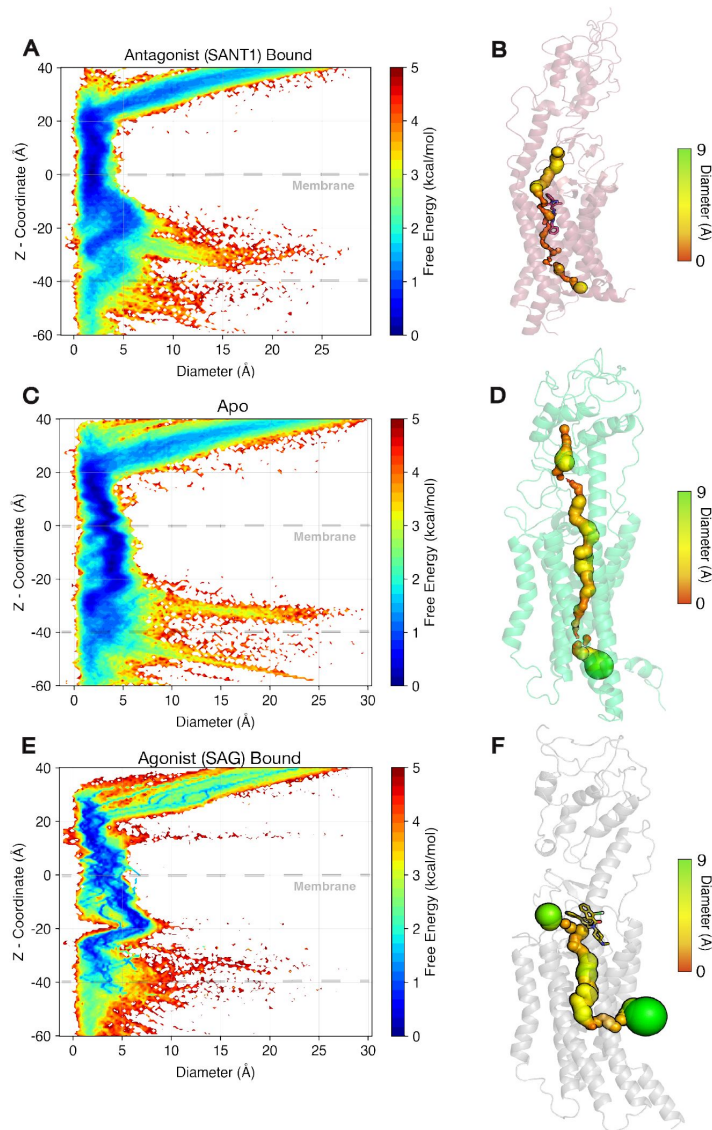 A
Antagonist (SANT1) Bound
40
20
0
-20
-40
-60
Z - Coordinate (Å)
Membrane
0 5 10 15 20 25
Diameter (Å)
5
4
3
2
1
0
Free Energy (kcal/mol)
B
9
0
Diameter (A)
C
Apo
40
20
0
-20
-40
-60
Z - Coordinate (Å)
Membrane
0 5 10 15 20 25 30
Diameter (Å)
5
4
3
2
1
0
Free Energy (kcal/mol)
D
9
0
Diameter (A)
E
Agonist (SAG) Bound
40
20
0
-20
-40
-60
Z - Coordinate (Å)
Membrane
0 5 10 15 20 25 30
Diameter (Å)
5
4
3
2
1
0
Free Energy (kcal/mol)
F
9
0
Diameter (A)